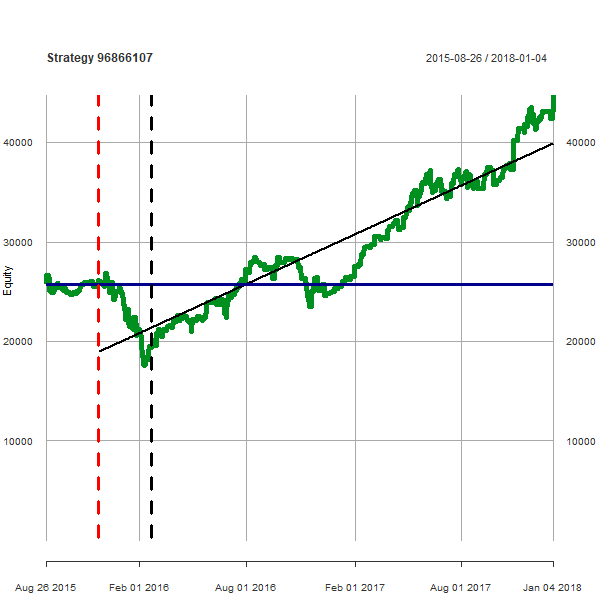 Strategy 96866107
2015-08-26 / 2018-01-04
40000
40000
30000
30000
Equity
20000
20000
10000
10000
Aug 26 2015
Feb 01 2016
Aug 01 2016
Feb 01 2017
Aug 01 2017
Jan 04 2018